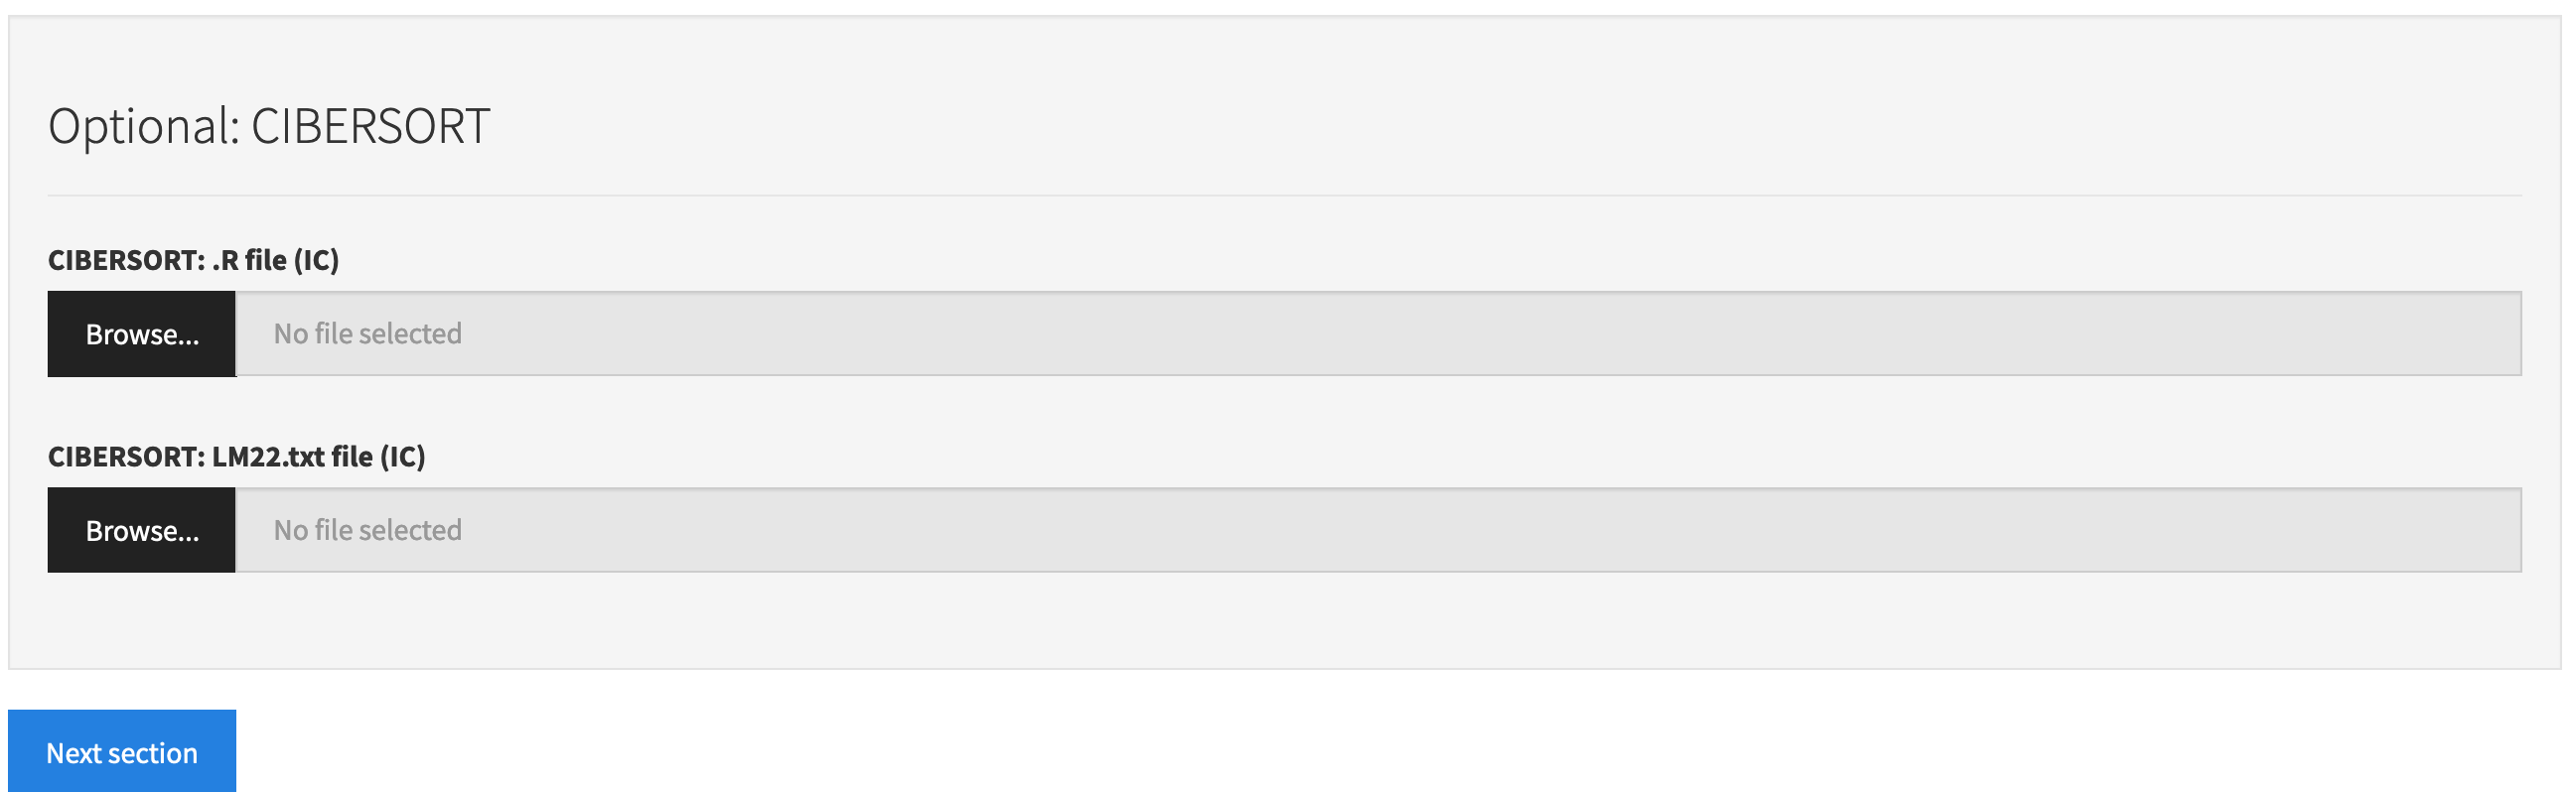 Optional: CIBERSORT
CIBERSORT: .R file (IC)
Browse... No file selected
CIBERSORT: LM22.txt file (IC)
Browse... No file selected
Next section